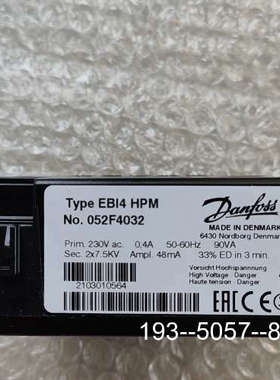 Type EBI4 HPM
No. 052F4032
Danfoss
MADE IN DENMARK
6430 Nordborg Denmark
Prim. 230V ac. 0,4A 50-60Hz 90VA
Sec. 2x7.5KV Ampl. 48mA 33% ED in 3 min.
Vorsicht Hochspannung
High Voltage | Danger
Haute tension | Danger
2103010564
EAC CE
193--5057--8